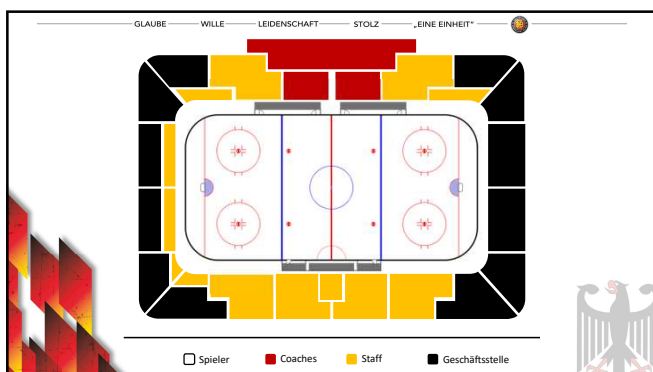 GLAUBE WILLE LEIDENSCHAFT STOLZ „EINE EINHEIT“
Spieler Coaches Staff Geschäftsstelle